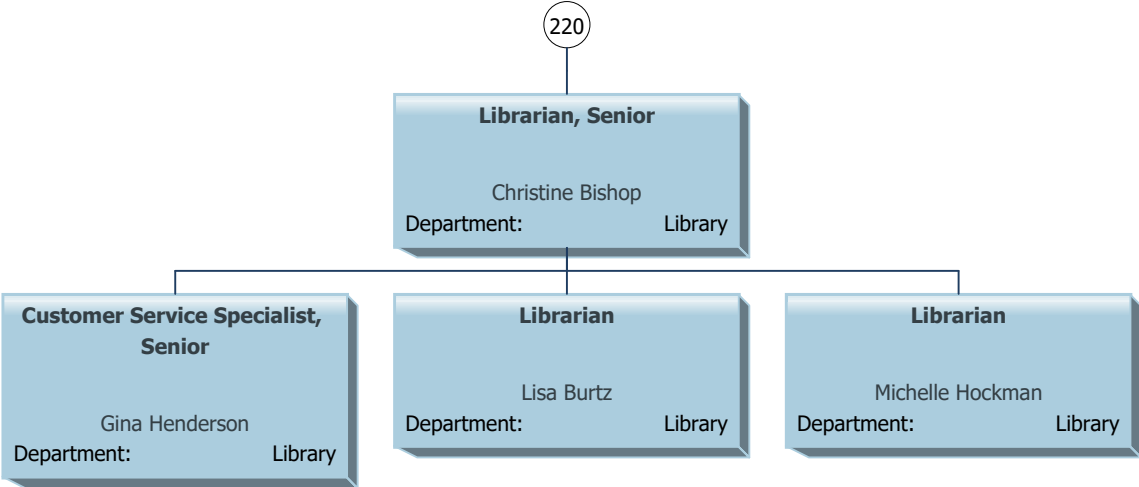 220
Librarian, Senior
Christine Bishop
Department: Library
Customer Service Specialist,
Senior
Gina Henderson
Department: Library
Librarian
Lisa Burtz
Department: Library
Librarian
Michelle Hockman
Department: Library